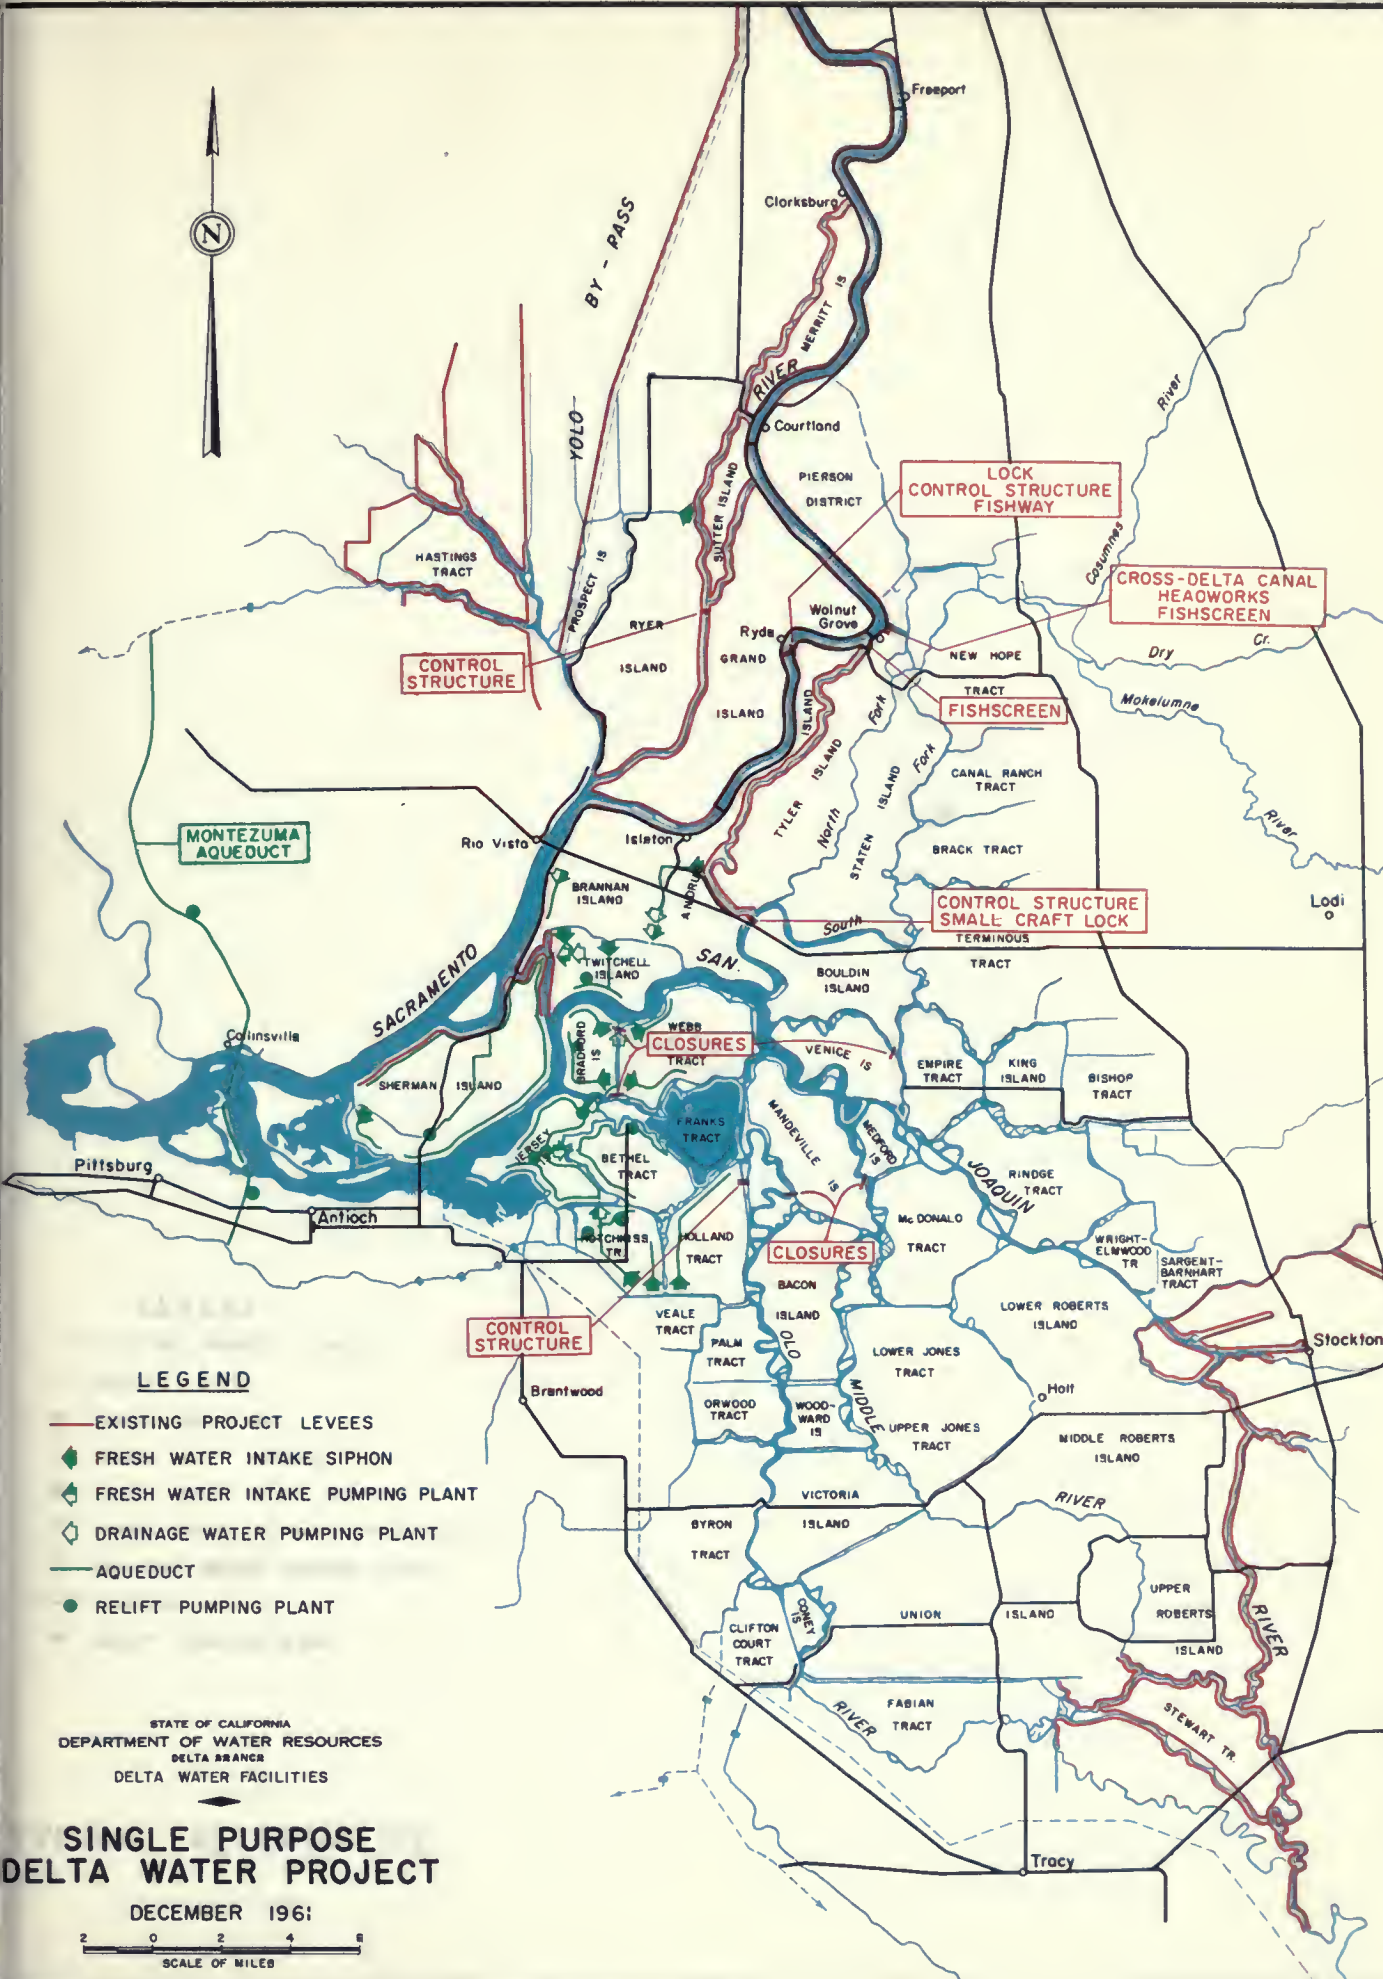 Freeport
N
Clarksburg
BY - PASS
MERRITT IS
RIVER
River
YOLO
Courtland
PIERSON
DISTRICT
LOCK
CONTROL STRUCTURE
FISHWAY
SUTTER ISLAND
HASTINGS
TRACT
PROSPECT IS
Cosumnes
CROSS-DELTA CANAL
HEADWORKS
FISHSCREEN
Walnut
Grove
RYER
ISLAND
Ryde
GRAND
ISLAND
NEW HOPE
TRACT
Dry
Cr.
CONTROL
STRUCTURE
FISHSCREEN
Mokelumne
River
ISLAND
TYLER ISLAND
North
Fork
STATEN ISLAND
Fork
CANAL RANCH
TRACT
MONTEZUMA
AQUEDUCT
Rio Vista
Isleton
BRACK TRACT
BRANNAN
ISLAND
ANDRUS
CONTROL STRUCTURE
SMALL CRAFT LOCK
Lodi
South
TERMINOUS
TRACT
SACRAMENTO
SAN
TWITCHELL
ISLAND
BOULDIN
ISLAND
Collinsville
BRADFORD
IS
WEBB
TRACT
CLOSURES
VENICE IS
EMPIRE
TRACT
KING
ISLAND
BISHOP
TRACT
SHERMAN ISLAND
FRANKS
TRACT
MANDEVILLE
IS
MEDFORD
IS
JERSEY
IS
BETHEL
TRACT
JOAQUIN
RINDGE
TRACT
Pittsburg
Antioch
HOTCHKISS
TR
HOLLAND
TRACT
CLOSURES
McDONALD
TRACT
WRIGHT-
ELMWOOD
TR
SARGENT-
BARNHART
TRACT
BACON
ISLAND
LOWER ROBERTS
ISLAND
VEALE
TRACT
CONTROL
STRUCTURE
PALM
TRACT
OLD
LOWER JONES
TRACT
Stockton
LEGEND
EXISTING PROJECT LEVEES
FRESH WATER INTAKE SIPHON
FRESH WATER INTAKE PUMPING PLANT
DRAINAGE WATER PUMPING PLANT
AQUEDUCT
RELIFT PUMPING PLANT
Brentwood
ORWOOD
TRACT
WOOD-
WARD
IS
MIDDLE
UPPER JONES
TRACT
Holt
MIDDLE ROBERTS
ISLAND
VICTORIA
ISLAND
RIVER
BYRON
TRACT
UPPER
ROBERTS
ISLAND
CONEY
IS
UNION
ISLAND
RIVER
CLIFTON
COURT
TRACT
RIVER
FABIAN
TRACT
STEWART TR.
Tracy
STATE OF CALIFORNIA
DEPARTMENT OF WATER RESOURCES
DELTA BRANCH
DELTA WATER FACILITIES
SINGLE PURPOSE
DELTA WATER PROJECT
DECEMBER 1961
2 0 2 4 6
SCALE OF MILES